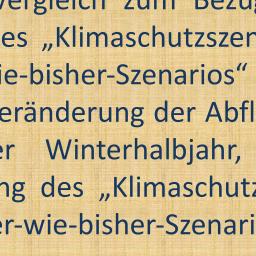 vergleich zum Bezug
es „Klimaschutzszen
ie-bisher-Szenarios“
eränderung der Abfl
er Winterhalbjahr,
ng des „Klimaschutz
er-wie-bisher-Szenari